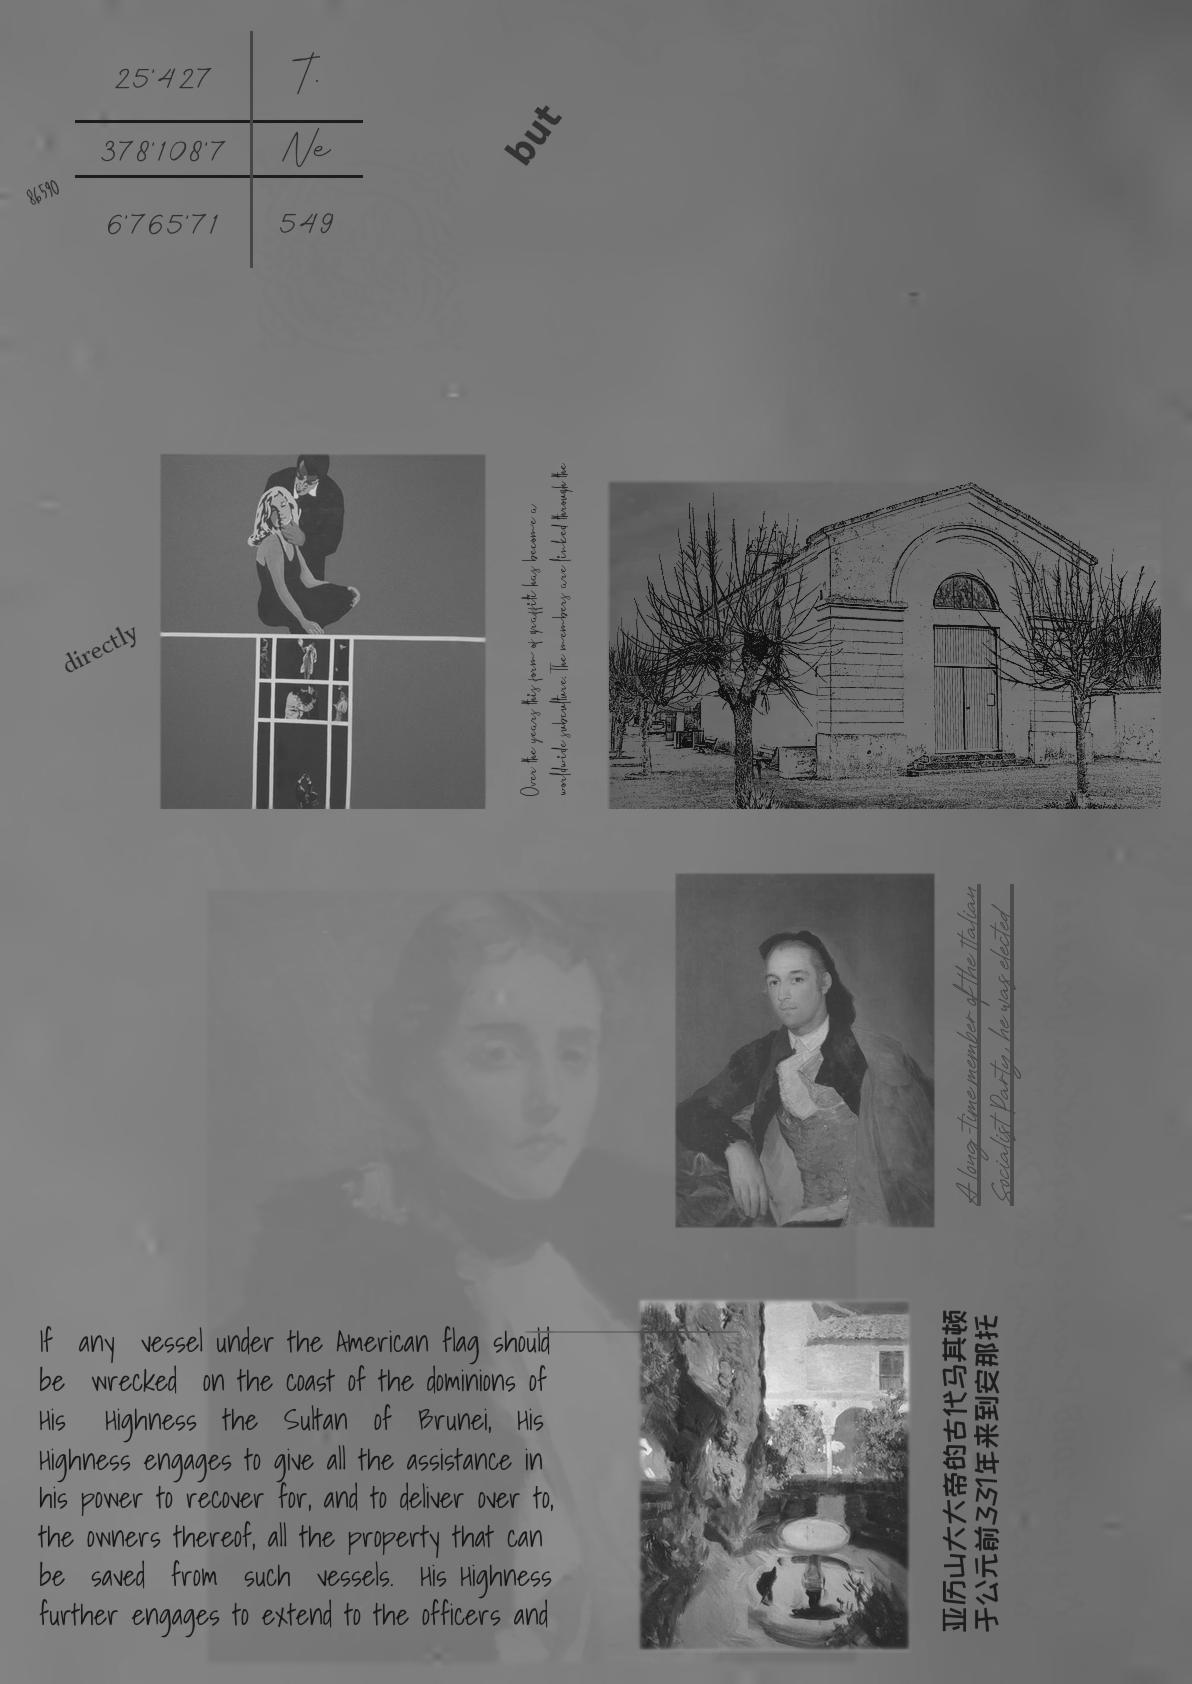 25'427 T.
378'108'7 Ne
6'765'71 549
86590
but
directly
Over the years this form of graffiti has become a
worldwide subculture. The members are linked through the
A long-time member of the Italian
Socialist Party, he was elected
If any vessel under the American flag should
be wrecked on the coast of the dominions of
His Highness the Sultan of Brunei, His
Highness engages to give all the assistance in
his power to recover for, and to deliver over to,
the owners thereof, all the property that can
be saved from such vessels. His Highness
further engages to extend to the officers and
亚历山大大帝的古代马其顿
于公元前331年来到安那托